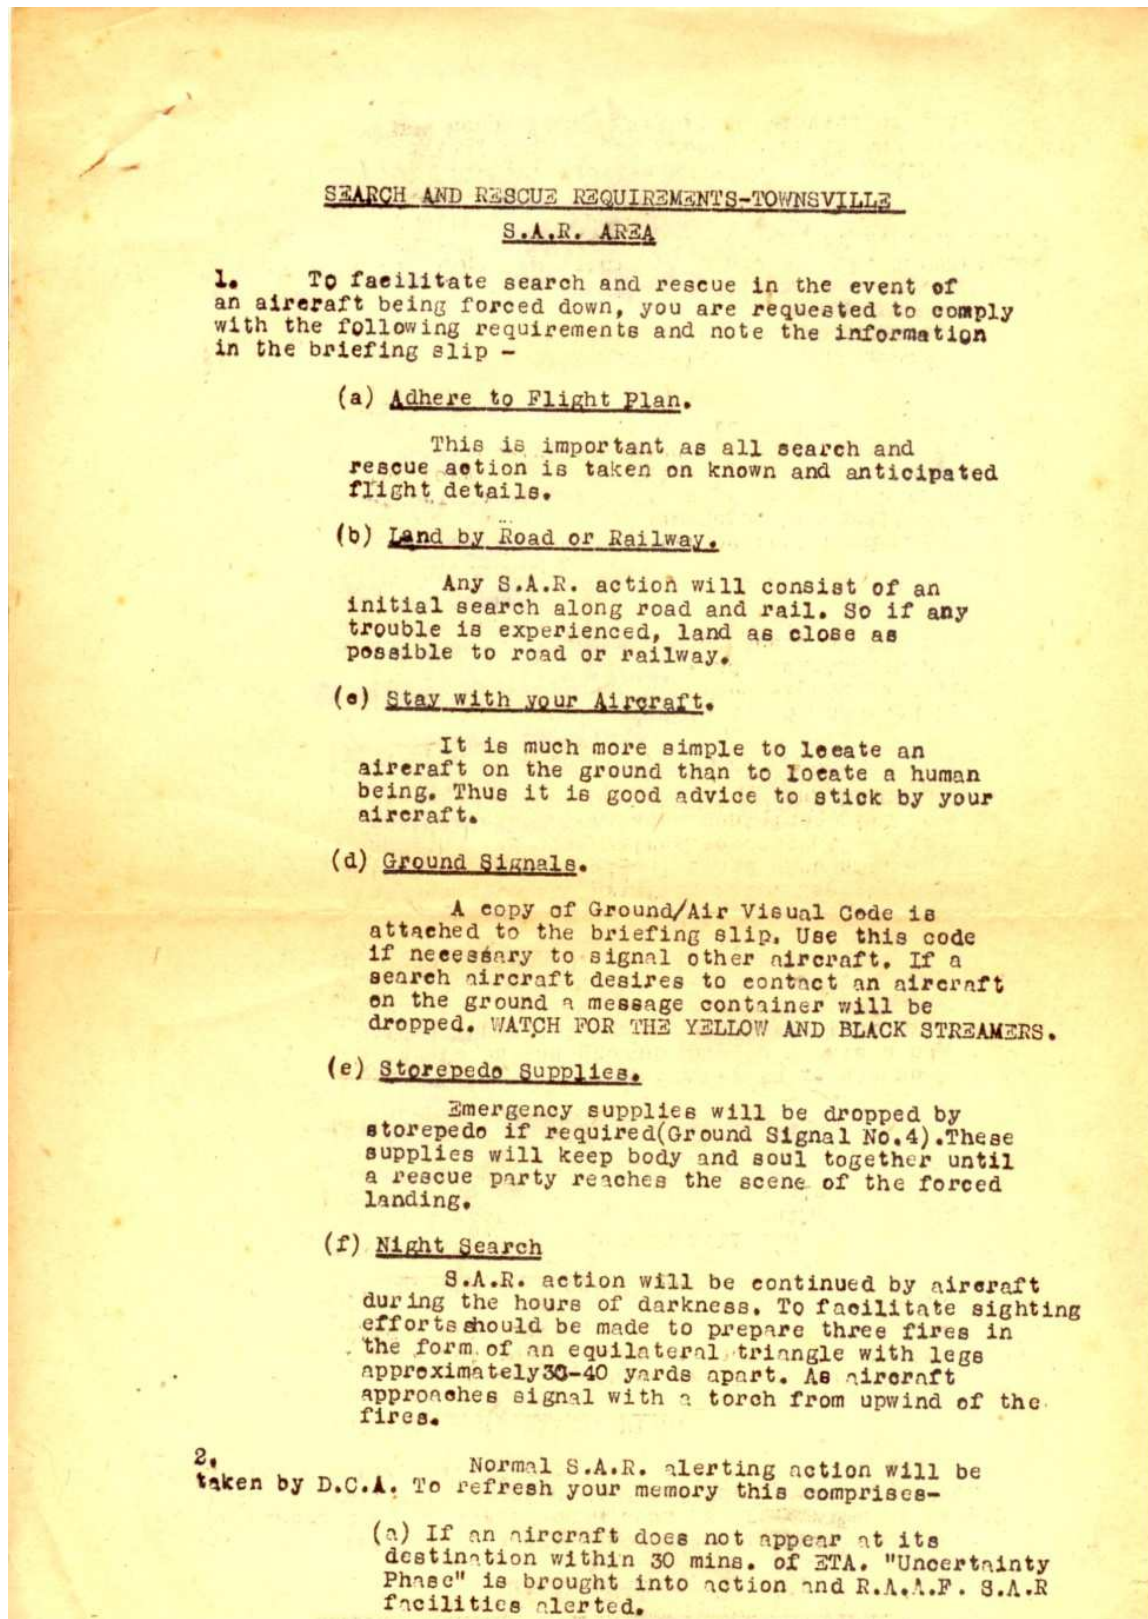 SEARCH AND RESCUE REQUIREMENTS-TOWNSVILLE
S.A.R. AREA
1. To facilitate search and rescue in the event of
an aircraft being forced down, you are requested to comply
with the following requirements and note the information
in the briefing slip -
(a) Adhere to Flight Plan.
This is important as all search and
rescue action is taken on known and anticipated
flight details.
(b) Land by Road or Railway.
Any S.A.R. action will consist of an
initial search along road and rail. So if any
trouble is experienced, land as close as
possible to road or railway.
(c) Stay with your Aircraft.
It is much more simple to locate an
aircraft on the ground than to locate a human
being. Thus it is good advice to stick by your
aircraft.
(d) Ground Signals.
A copy of Ground/Air Visual Code is
attached to the briefing slip. Use this code
if necessary to signal other aircraft. If a
search aircraft desires to contact an aircraft
on the ground a message container will be
dropped. WATCH FOR THE YELLOW AND BLACK STREAMERS.
(e) Storepedo Supplies.
Emergency supplies will be dropped by
storepedo if required(Ground Signal No.4).These
supplies will keep body and soul together until
a rescue party reaches the scene of the forced
landing.
(f) Night Search
S.A.R. action will be continued by aircraft
during the hours of darkness. To facilitate sighting
efforts should be made to prepare three fires in
the form of an equilateral triangle with legs
approximately 30-40 yards apart. As aircraft
approaches signal with a torch from upwind of the
fires.
2. Normal S.A.R. alerting action will be
taken by D.C.A. To refresh your memory this comprises-
(a) If an aircraft does not appear at its
destination within 30 mins. of ETA. "Uncertainty
Phase" is brought into action and R.A.A.F. S.A.R
facilities alerted.